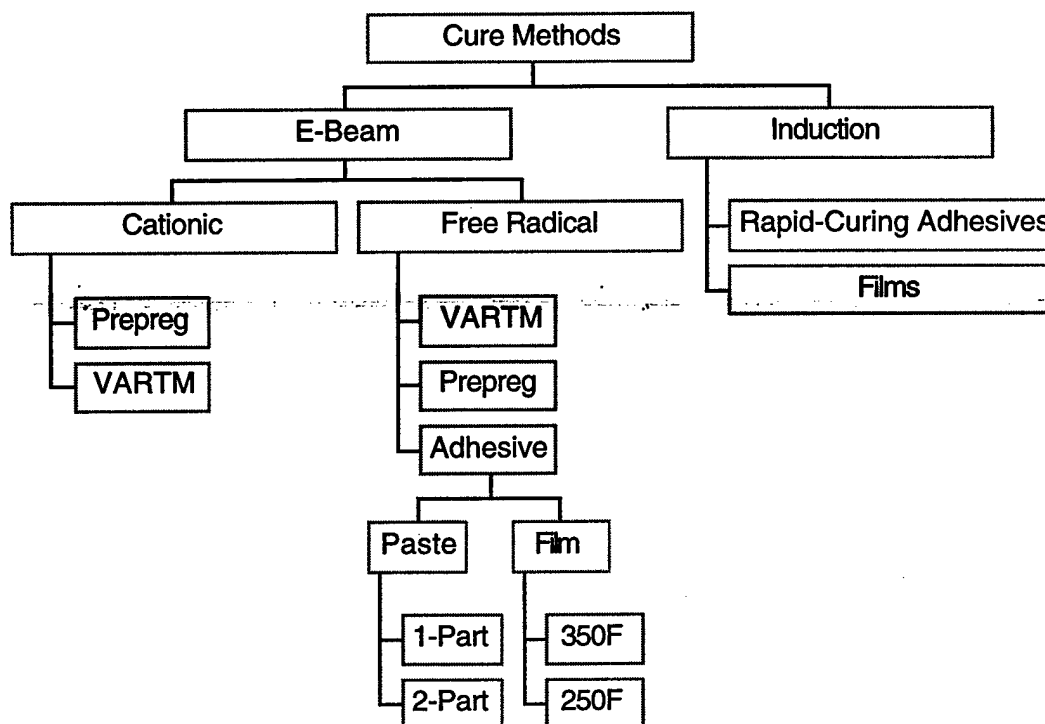 Cure Methods
E-Beam
Induction
Cationic
Free Radical
Rapid-Curing Adhesives
Films
Prepreg
VARTM
VARTM
Prepreg
Adhesive
Paste
Film
1-Part
2-Part
350F
250F